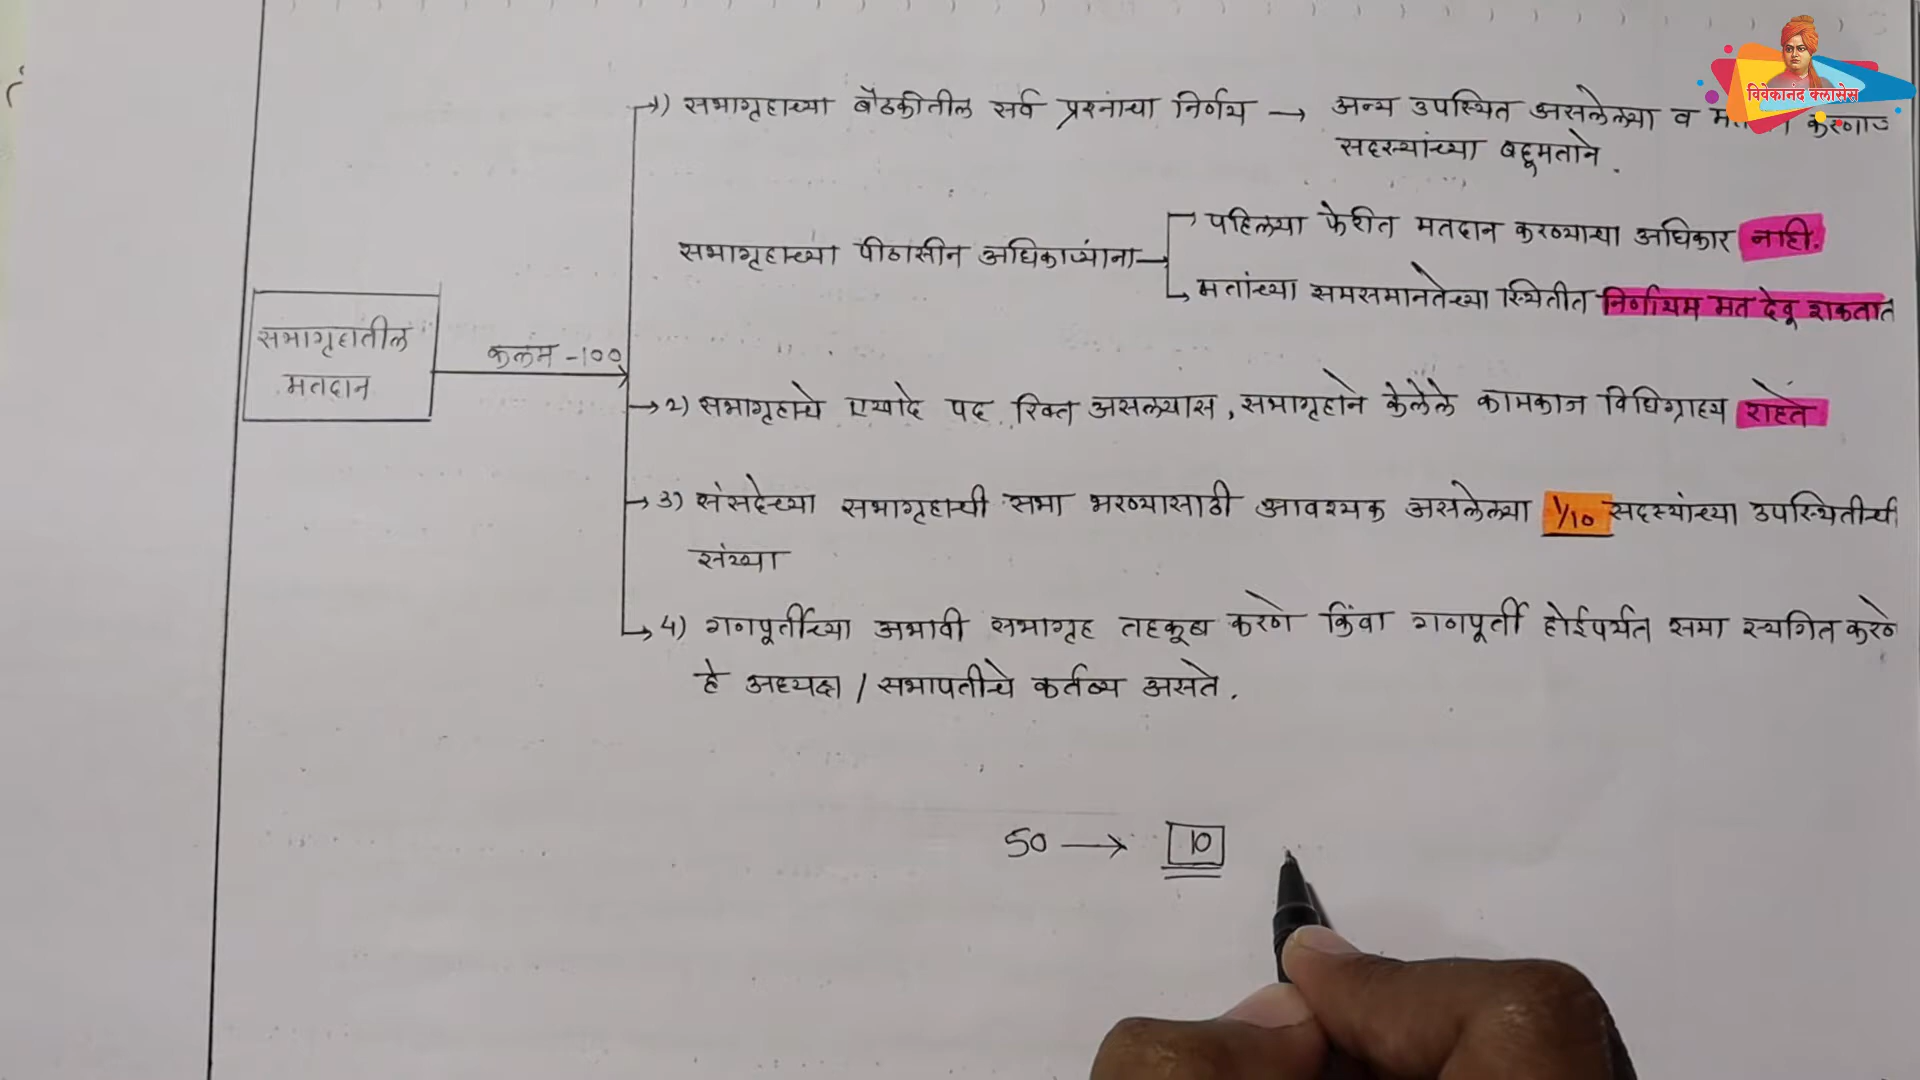 विवेकानंद क्लासेस
१) सभागृहाच्या बैठकीतील सर्व प्रश्नांचा निर्णय → अन्य उपस्थित असलेल्या व
सदस्यांच्या बहूमताने.
पहिल्या फेरीत मतदान करण्याचा अधिकार नाही.
सभागृहाच्या पीठासीन अधिकाऱ्यांना →
मतांच्या समसमानतेच्या स्थितीत निर्णायम मत देवू शकतात
सभागृहातील
मतदान
कलम -100
→ २) सभागृहाचे एखादे पद रिक्त असल्यास, सभागृहाने केलेले कामकाज विधिग्राह्य राहते
→ 3) संसदेच्या सभागृहाची सभा भरण्यासाठी आवश्यक असलेल्या 1/10 सदस्यांच्या उपस्थितीची
संख्या
→ 4) गणपूर्तीच्या अभावी सभागृह तहकूब करणे किंवा गणपूर्ती होईपर्यंत सभा स्थगित करणे
हे अध्यक्ष / सभापतीचे कर्तव्य असते.
50 → 10